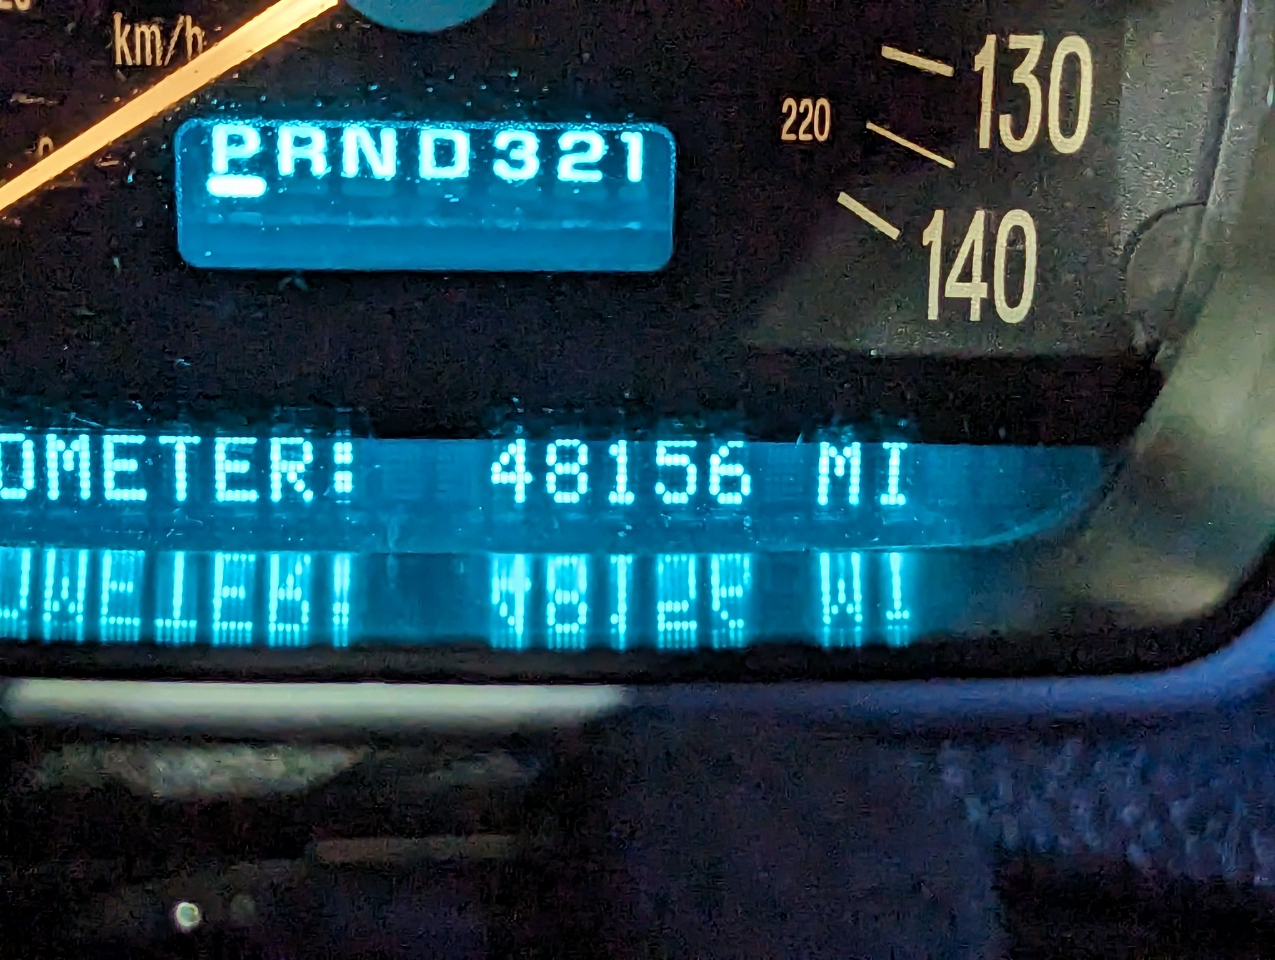 km/h
PRND321
130
220
140
OMETER: 48156 MI